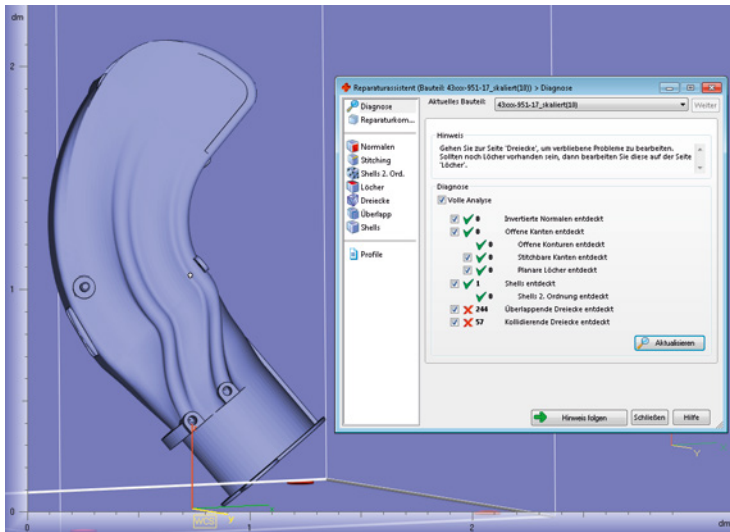 dm
2
1
0
0
1
2
dm
WCS
y
Y
Reparaturassistent (Bauteil: 43xxx-951-17_skaliert(18)) > Diagnose
Diagnose
Reparaturkom...
Normalen
Stitching
Shells 2. Ord.
Löcher
Dreiecke
Überlapp
Shells
Profile
Aktuelles Bauteil: 43xxx-951-17_skaliert(18) Weiter
Hinweis
Gehen Sie zur Seite 'Dreiecke', um verbliebene Probleme zu bearbeiten.
Sollten noch Löcher vorhanden sein, dann bearbeiten Sie diese auf der Seite
'Löcher'.
Diagnose
Volle Analyse
0 Invertierte Normalen entdeckt
0 Offene Kanten entdeckt
0 Offene Konturen entdeckt
0 Stitchbare Kanten entdeckt
0 Planare Löcher entdeckt
1 Shells entdeckt
0 Shells 2. Ordnung entdeckt
244 Überlappende Dreiecke entdeckt
57 Kollidierende Dreiecke entdeckt
Aktualisieren
Hinweis folgen Schließen Hilfe